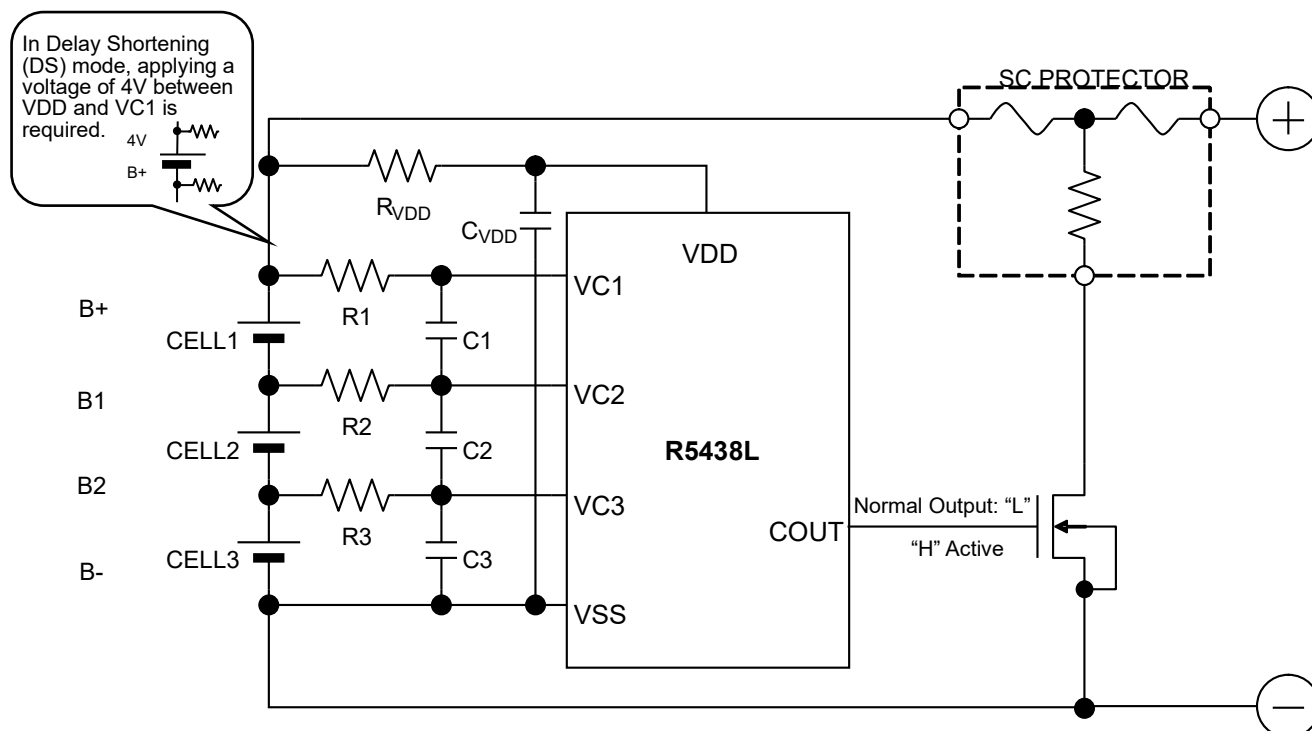 In Delay Shortening
(DS) mode, applying a
voltage of 4V between
VDD and VC1 is
required.
4V
B+
SC PROTECTOR
+
RVDD
CVDD
VDD
B+
R1
VC1
CELL1
C1
B1
R2
VC2
CELL2
C2
R5438L
B2
R3
VC3
Normal Output: “L”
COUT
“H” Active
CELL3
C3
B-
VSS
−